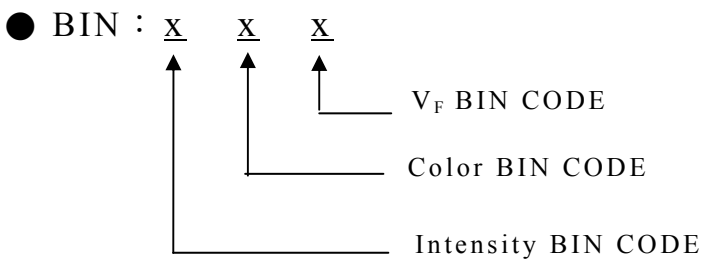 ● BIN：x x x
V_F BIN CODE
Color BIN CODE
Intensity BIN CODE